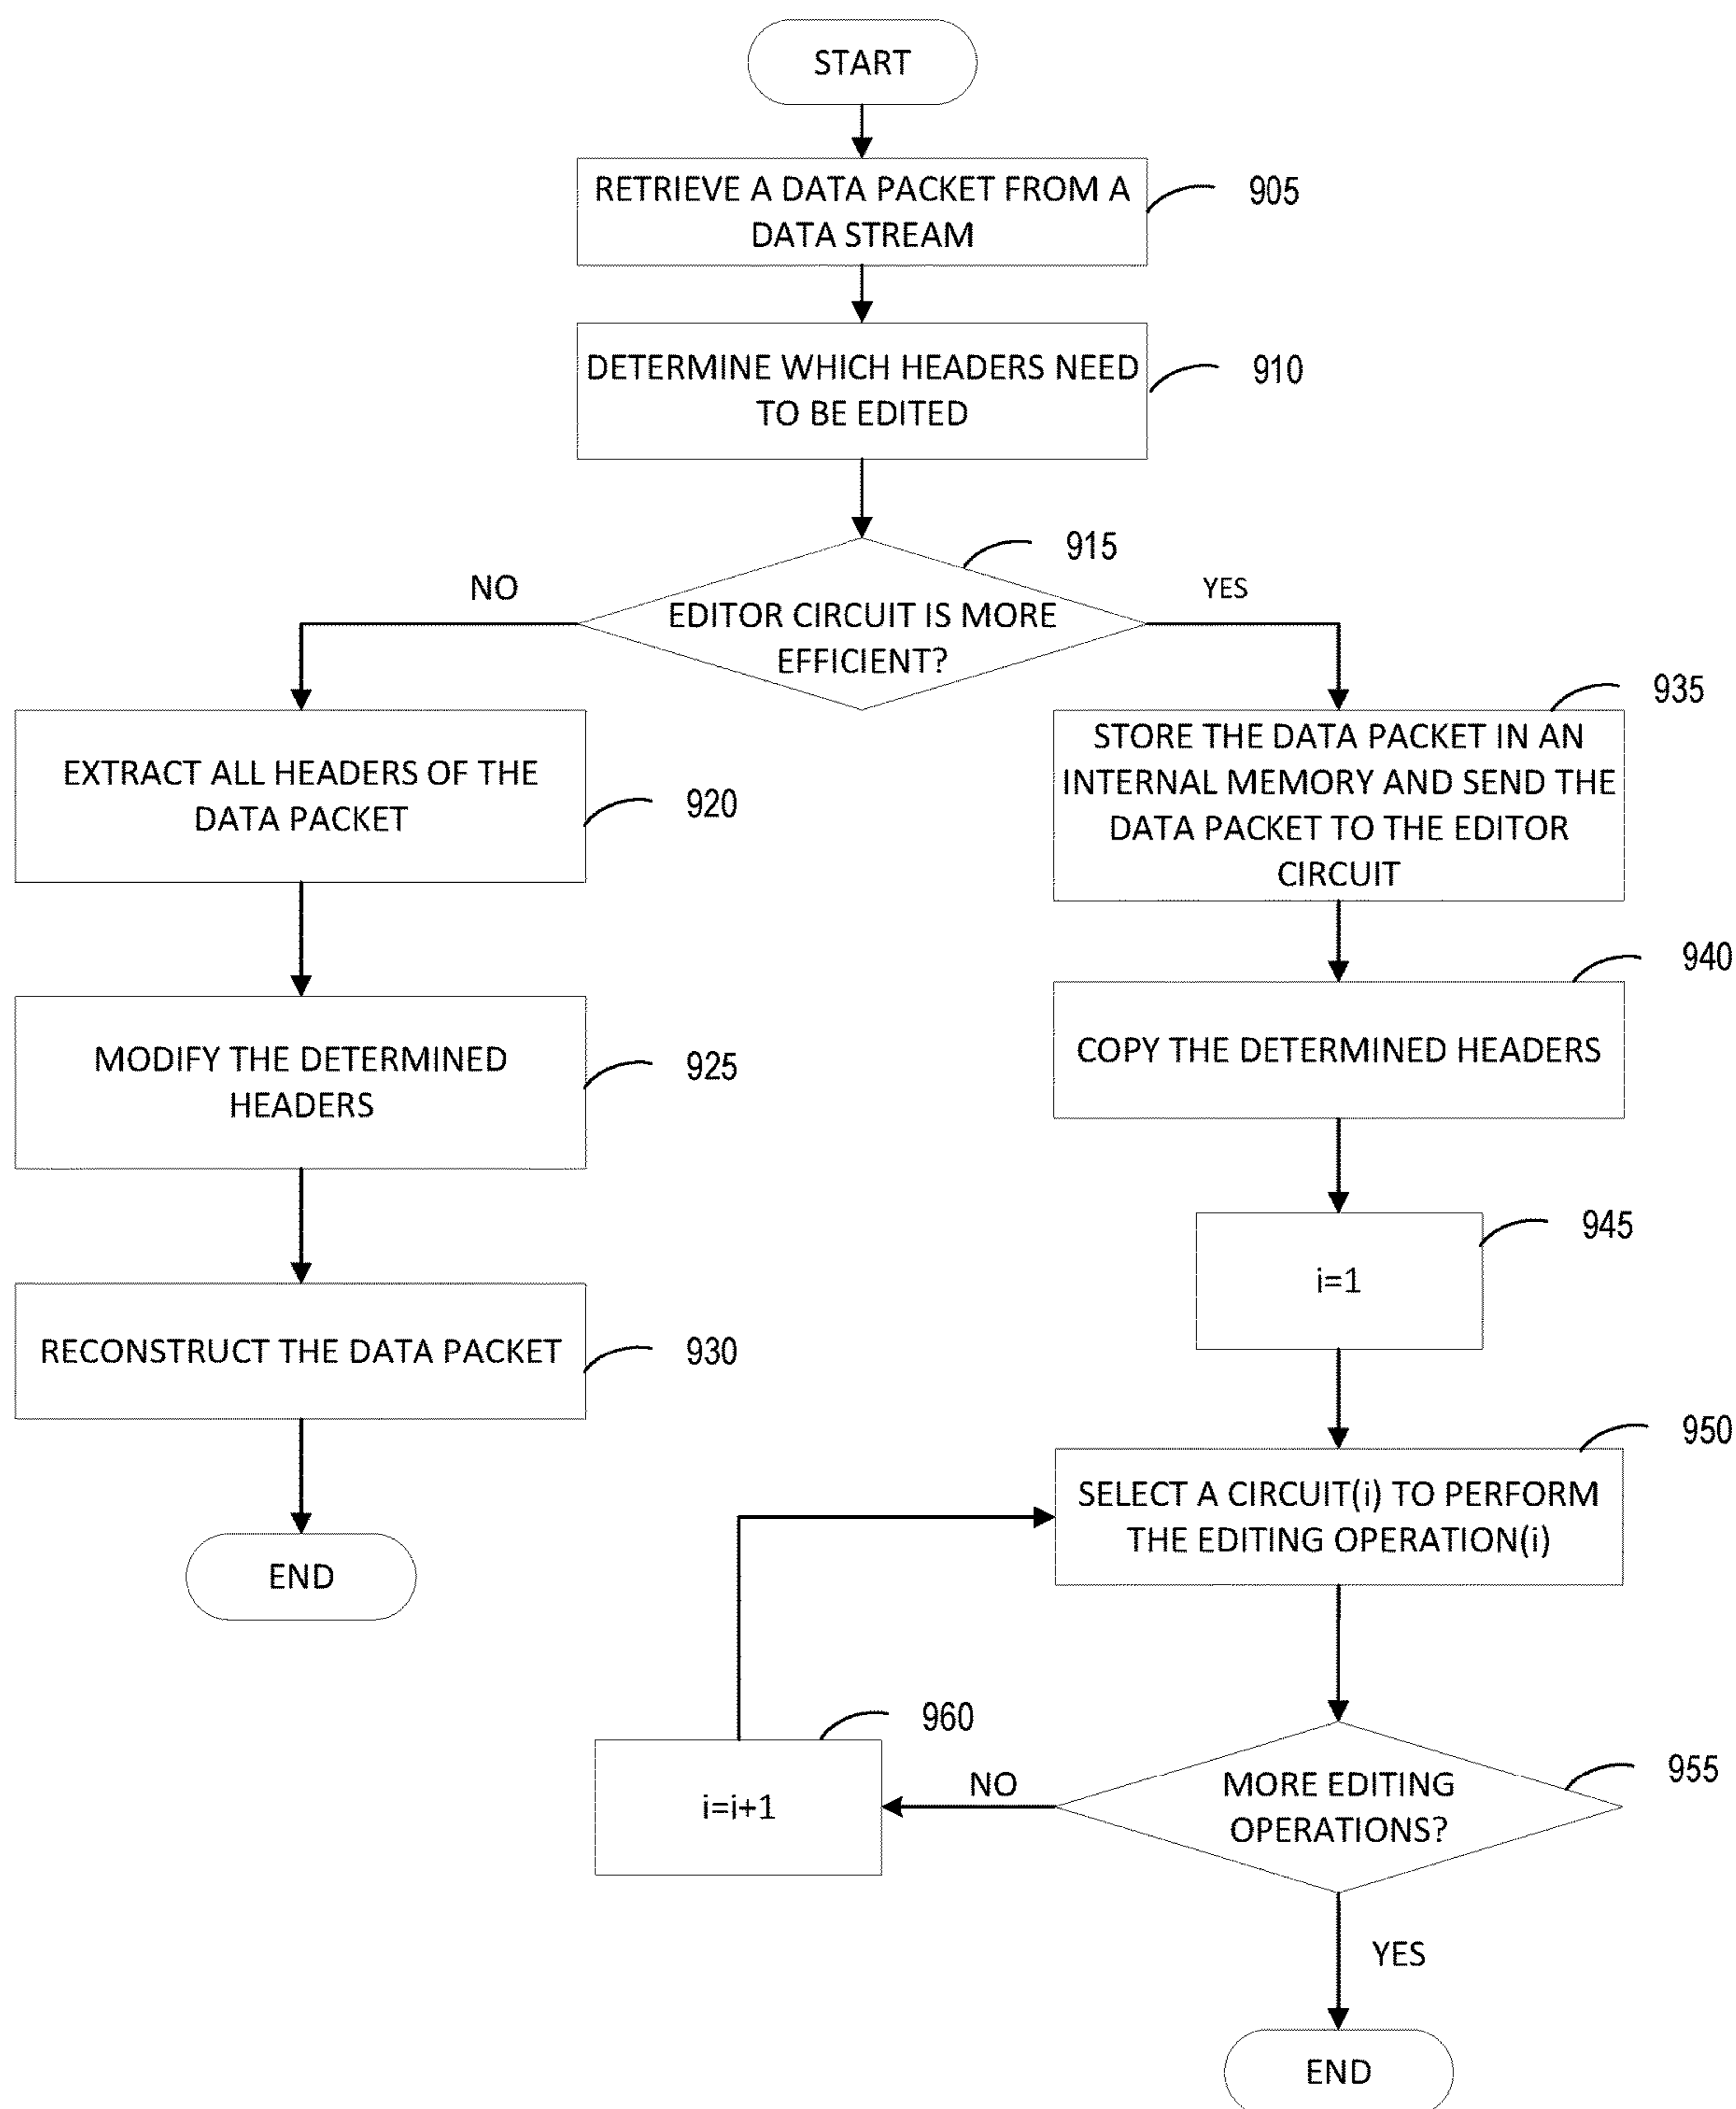 START
RETRIEVE A DATA PACKET FROM A
DATA STREAM
905
DETERMINE WHICH HEADERS NEED
TO BE EDITED
910
915
NO
YES
EDITOR CIRCUIT IS MORE
EFFICIENT?
935
EXTRACT ALL HEADERS OF THE
DATA PACKET
920
STORE THE DATA PACKET IN AN
INTERNAL MEMORY AND SEND THE
DATA PACKET TO THE EDITOR
CIRCUIT
940
MODIFY THE DETERMINED
HEADERS
925
COPY THE DETERMINED HEADERS
945
i=1
RECONSTRUCT THE DATA PACKET
930
950
SELECT A CIRCUIT(i) TO PERFORM
THE EDITING OPERATION(i)
END
960
955
NO
MORE EDITING
OPERATIONS?
i=i+1
YES
END